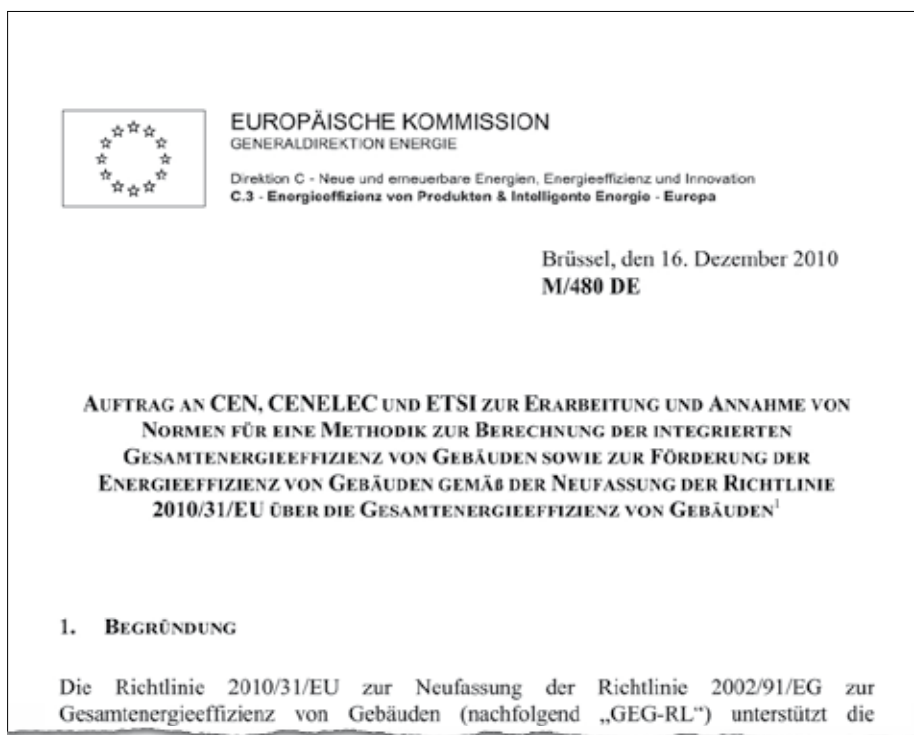 EUROPÄISCHE KOMMISSION
GENERALDIREKTION ENERGIE
Direktion C - Neue und erneuerbare Energien, Energieeffizienz und Innovation
C.3 - Energieeffizienz von Produkten & Intelligente Energie - Europa
Brüssel, den 16. Dezember 2010
M/480 DE
AUFTRAG AN CEN, CENELEC UND ETSI ZUR ERARBEITUNG UND ANNAHME VON
NORMEN FÜR EINE METHODIK ZUR BERECHNUNG DER INTEGRIERTEN
GESAMTENERGIEEFFIZIENZ VON GEBÄUDEN SOWIE ZUR FÖRDERUNG DER
ENERGIEEFFIZIENZ VON GEBÄUDEN GEMÄß DER NEUFASSUNG DER RICHTLINIE
2010/31/EU ÜBER DIE GESAMTENERGIEEFFIZIENZ VON GEBÄUDEN¹
1. BEGRÜNDUNG
Die Richtlinie 2010/31/EU zur Neufassung der Richtlinie 2002/91/EG zur
Gesamtenergieeffizienz von Gebäuden (nachfolgend „GEG-RL") unterstützt die